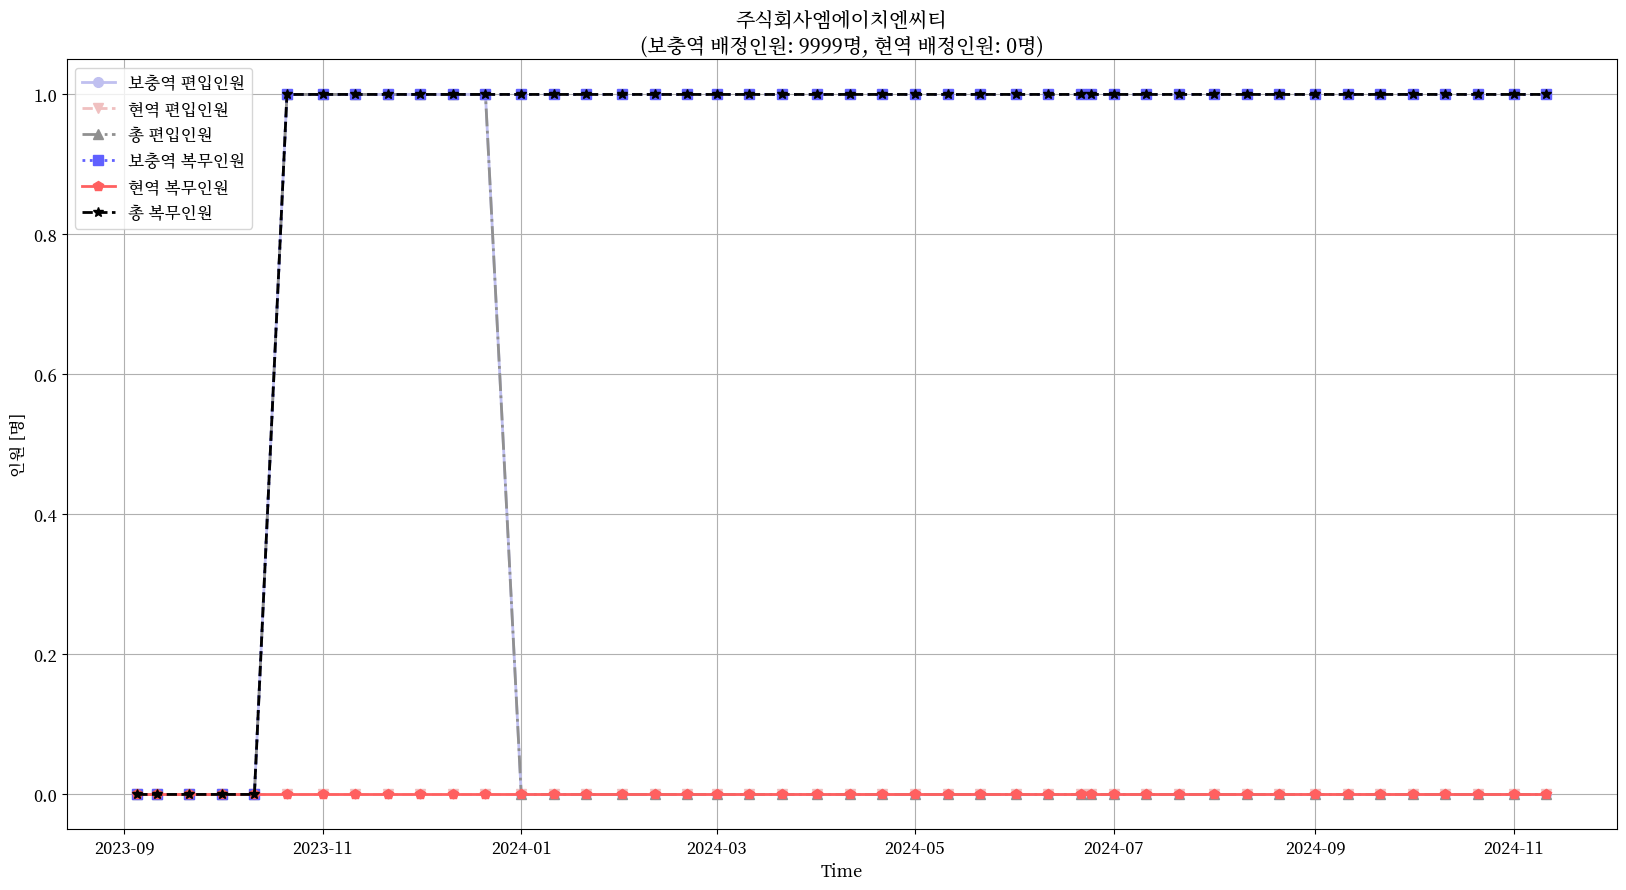 주식회사엠에이치엔씨티
(보충역 배정인원: 9999명, 현역 배정인원: 0명)
보충역 편입인원
현역 편입인원
총 편입인원
보충역 복무인원
현역 복무인원
총 복무인원
1.0
0.8
0.6
0.4
0.2
0.0
인원 [명]
2023-09
2023-11
2024-01
2024-03
2024-05
2024-07
2024-09
2024-11
Time